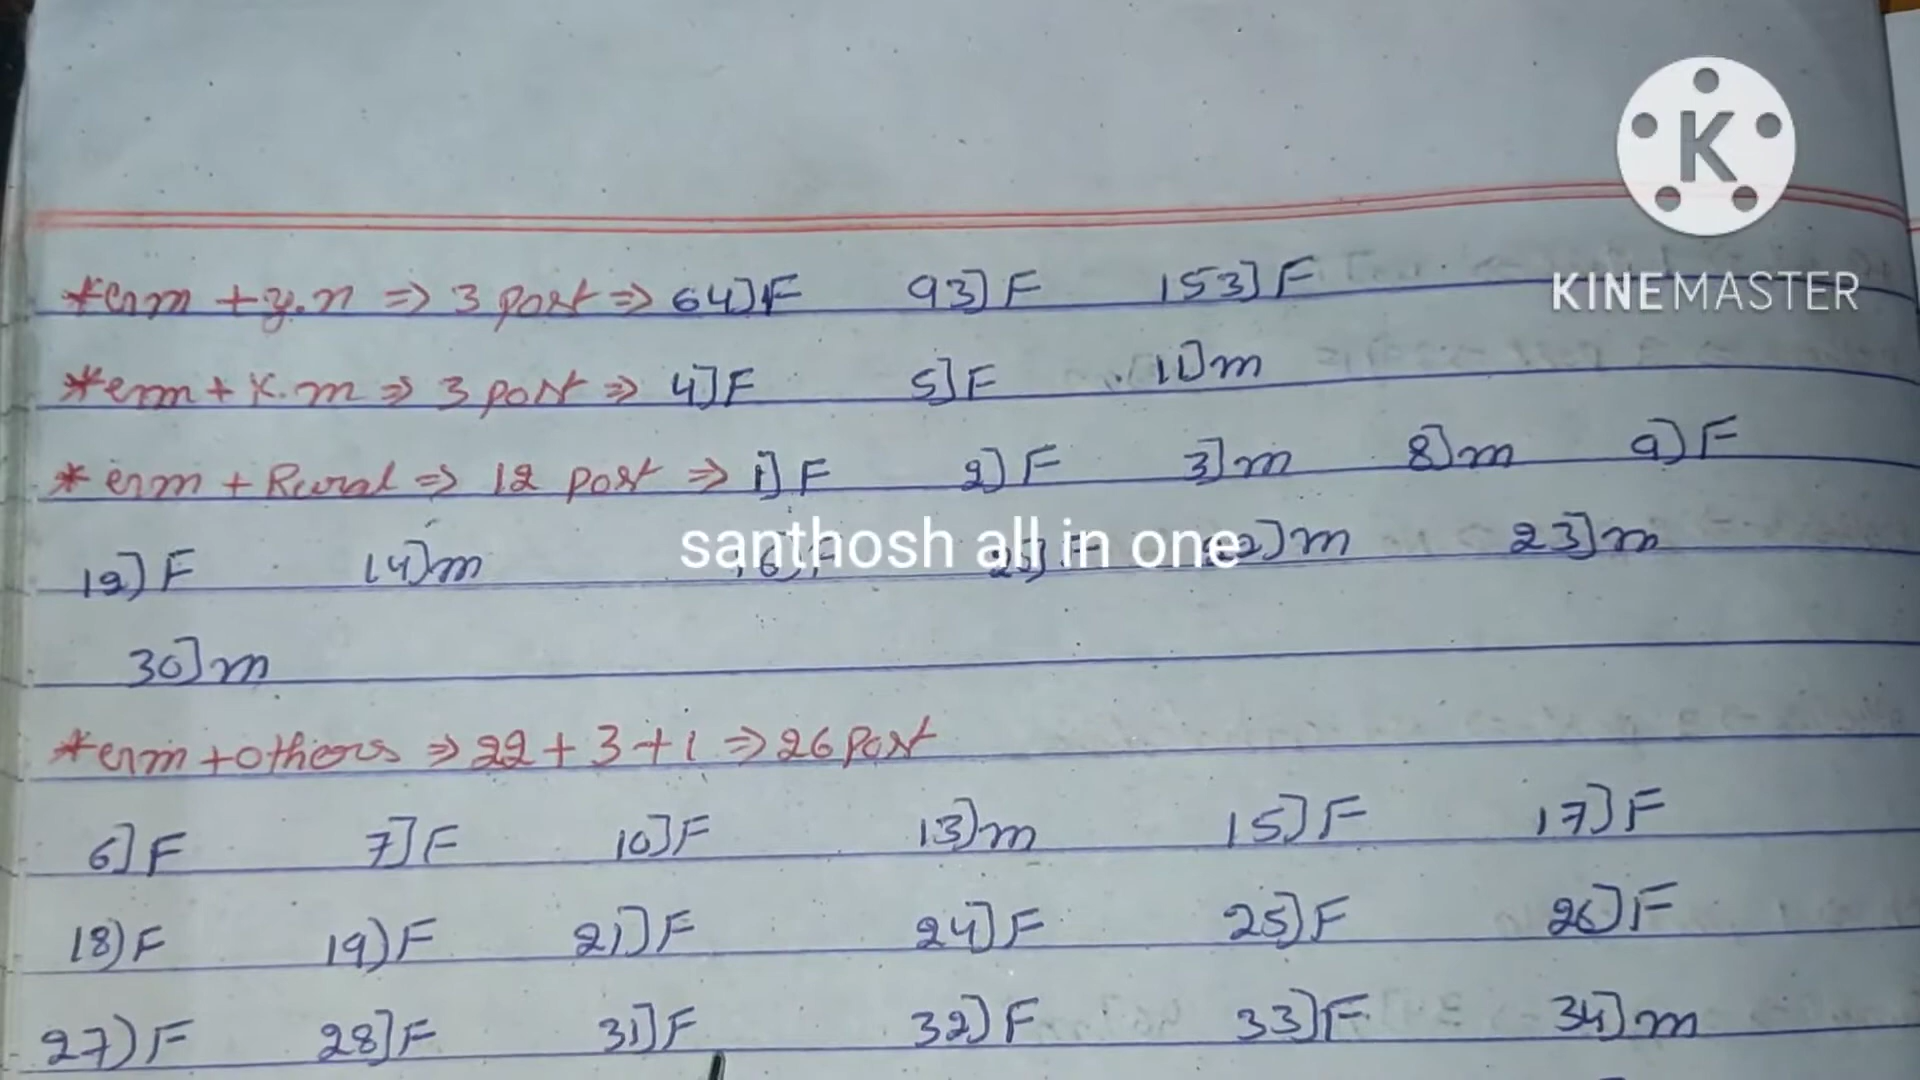 K
KINEMASTER
*erm + z.n ⇒ 3 post ⇒ 64]F 93]F 153]F
*erm + K.m ⇒ 3 post ⇒ 4]F 5]F 11]m
*erm + Rural ⇒ 12 post ⇒ 1]F 2]F 3]m 8]m 9]F
12]F 14]m 16]F m 23]m
santhosh all in one
30]m
*erm + others ⇒ 22 + 3 + 1 ⇒ 26 post
6]F 7]F 10]F 13]m 15]F 17]F
18)F 19)F 21]F 24]F 25]F 26]F
27)F 28]F 31]F 32)F 33]F 34]m